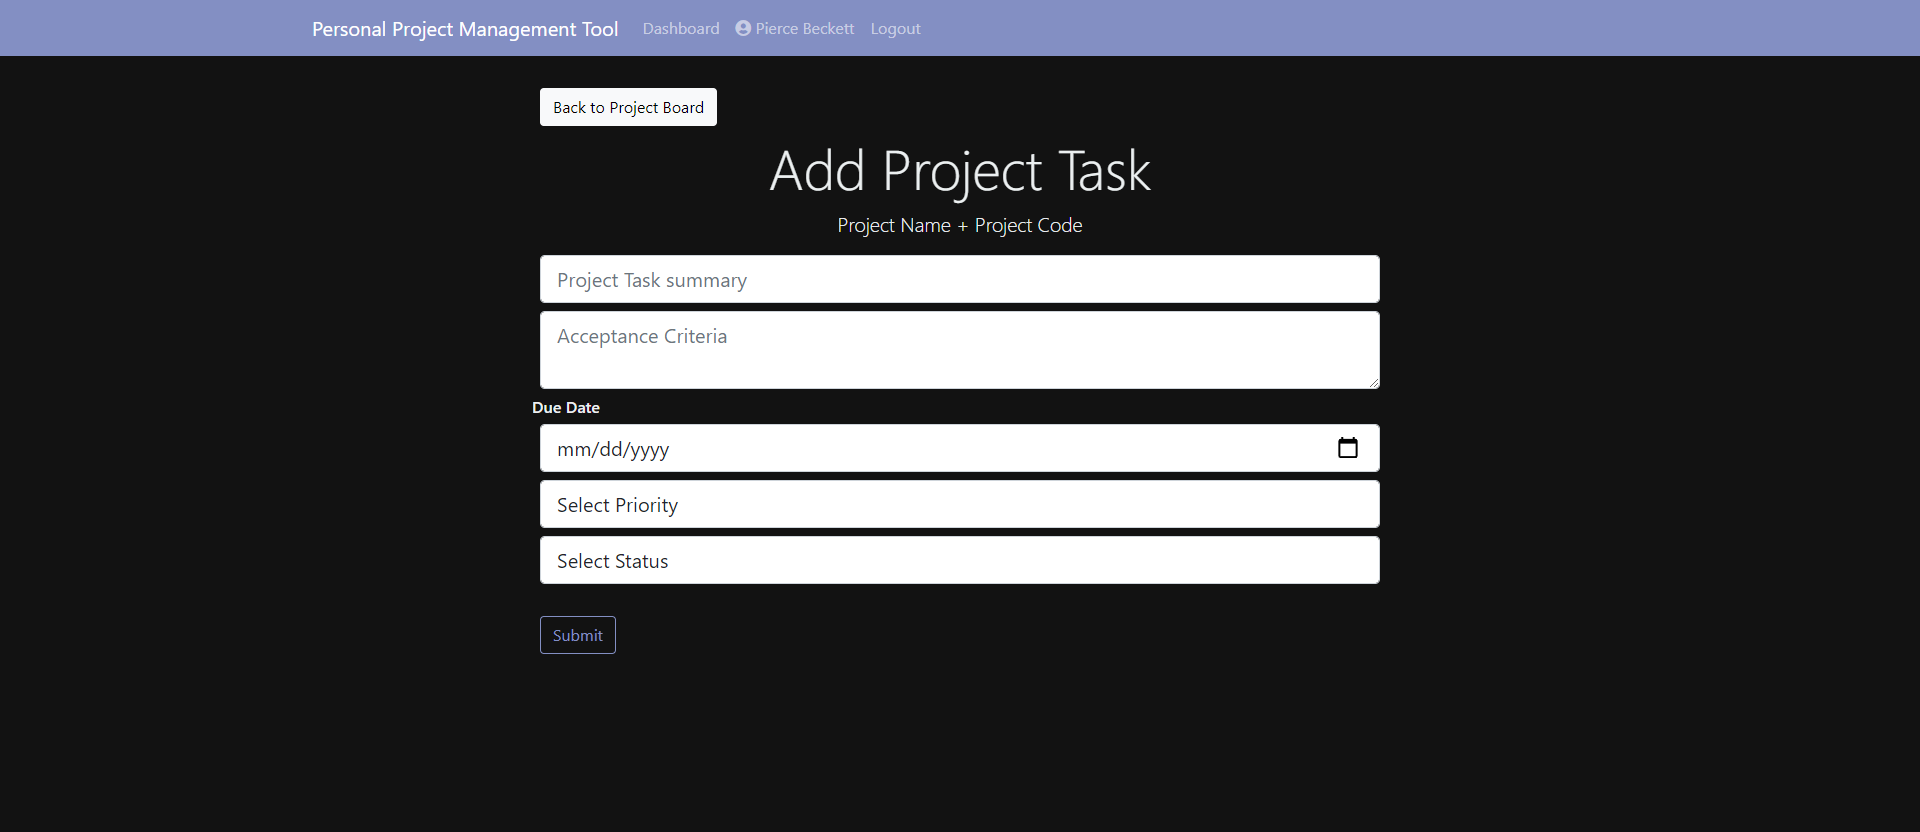 Personal Project Management Tool Dashboard Pierce Beckett Logout
Back to Project Board
Add Project Task
Project Name + Project Code
Project Task summary
Acceptance Criteria
Due Date
mm/dd/yyyy
Select Priority
Select Status
Submit